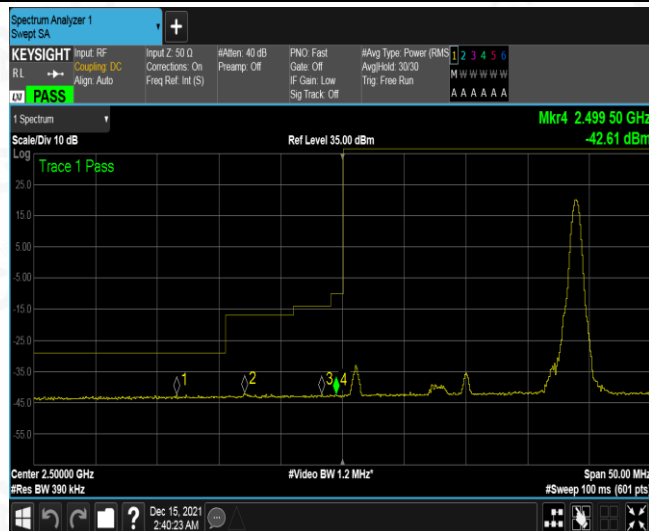 Spectrum Analyzer 1
Swept SA
+
KEYSIGHT
RL
Input: RF
Coupling: DC
Align: Auto
Input Z: 50 Ω
Corrections: On
Freq Ref: Int (S)
#Atten: 40 dB
Preamp: Off
PNO: Fast
Gate: Off
IF Gain: Low
Sig Track: Off
#Avg Type: Power (RMS
Avg|Hold: 30/30
Trig: Free Run
1 2 3 4 5 6
M W W W W W
A A A A A A
LXI PASS
1 Spectrum
Mkr4 2.499 50 GHz
-42.61 dBm
Scale/Div 10 dB
Ref Level 35.00 dBm
Log
Trace 1 Pass
25.0
15.0
5.00
-5.00
-15.0
-25.0
-35.0
-45.0
-55.0
1
2
3
4
Center 2.50000 GHz
#Video BW 1.2 MHz*
Span 50.00 MHz
#Res BW 390 kHz
#Sweep 100 ms (601 pts)
?
Dec 15, 2021
2:40:23 AM